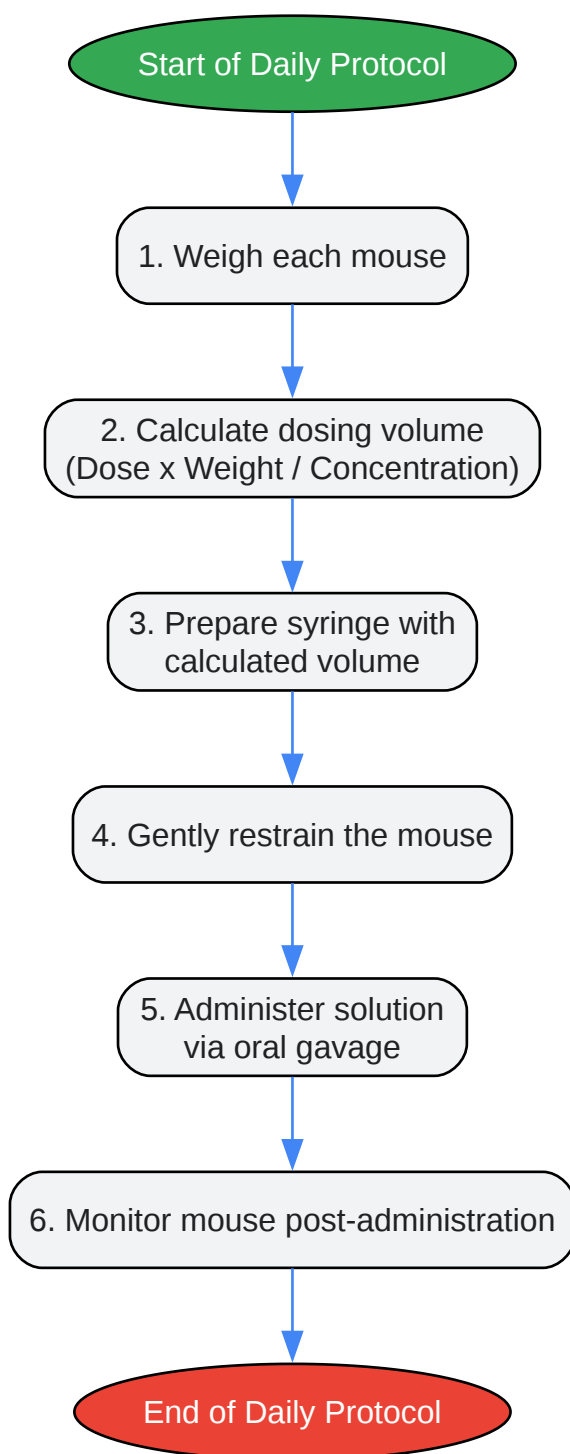 Start of Daily Protocol
1. Weigh each mouse
2. Calculate dosing volume
(Dose x Weight / Concentration)
3. Prepare syringe with
calculated volume
4. Gently restrain the mouse
5. Administer solution
via oral gavage
6. Monitor mouse post-administration
End of Daily Protocol